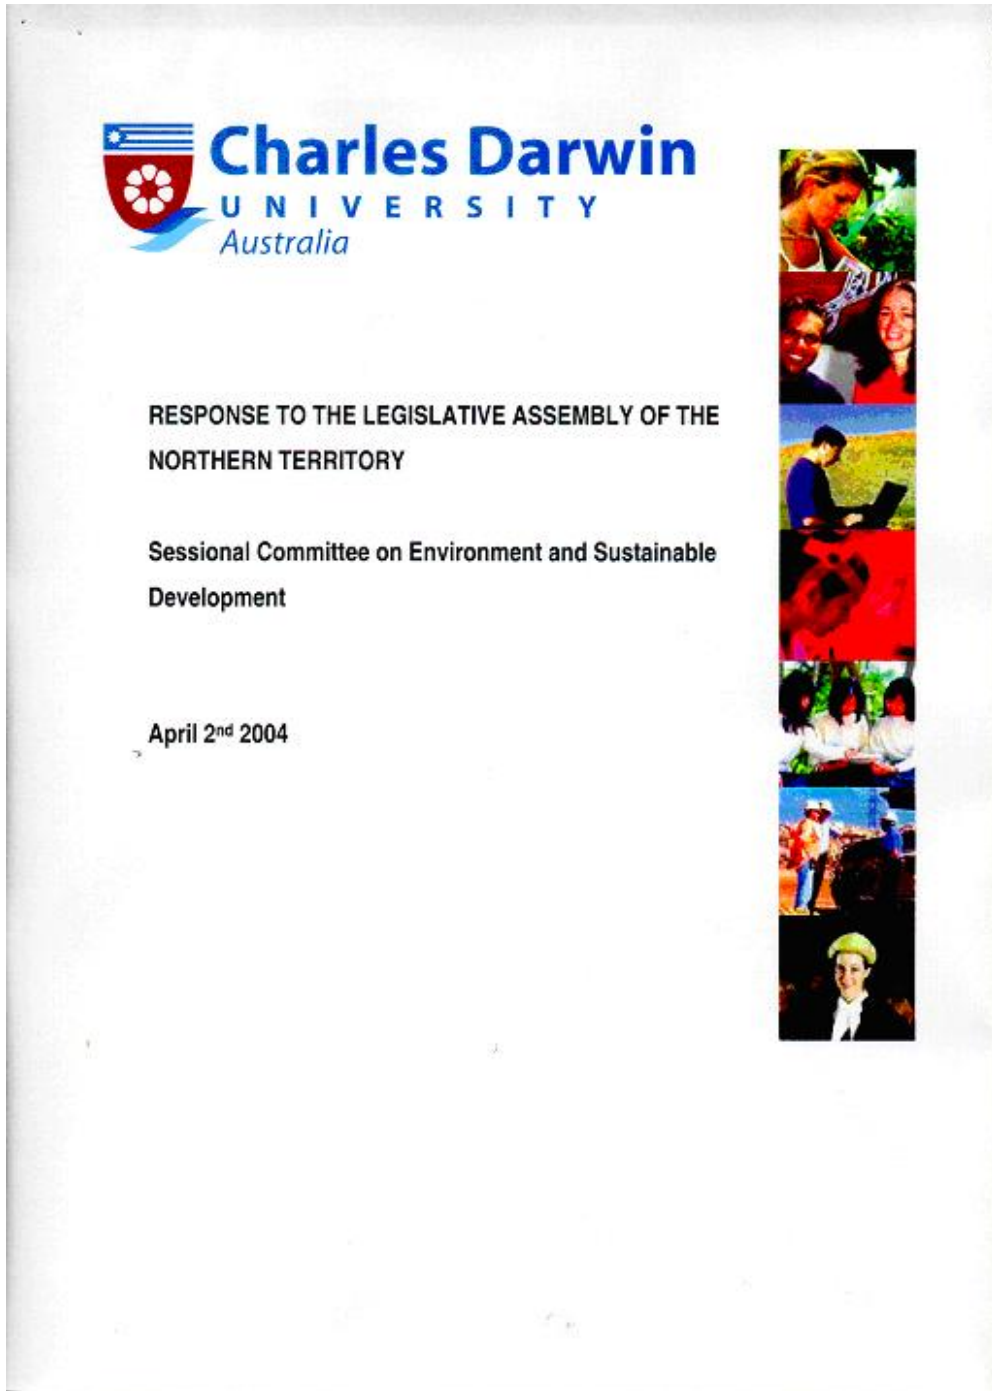 Charles Darwin
UNIVERSITY
Australia
RESPONSE TO THE LEGISLATIVE ASSEMBLY OF THE
NORTHERN TERRITORY
Sessional Committee on Environment and Sustainable
Development
April 2nd 2004